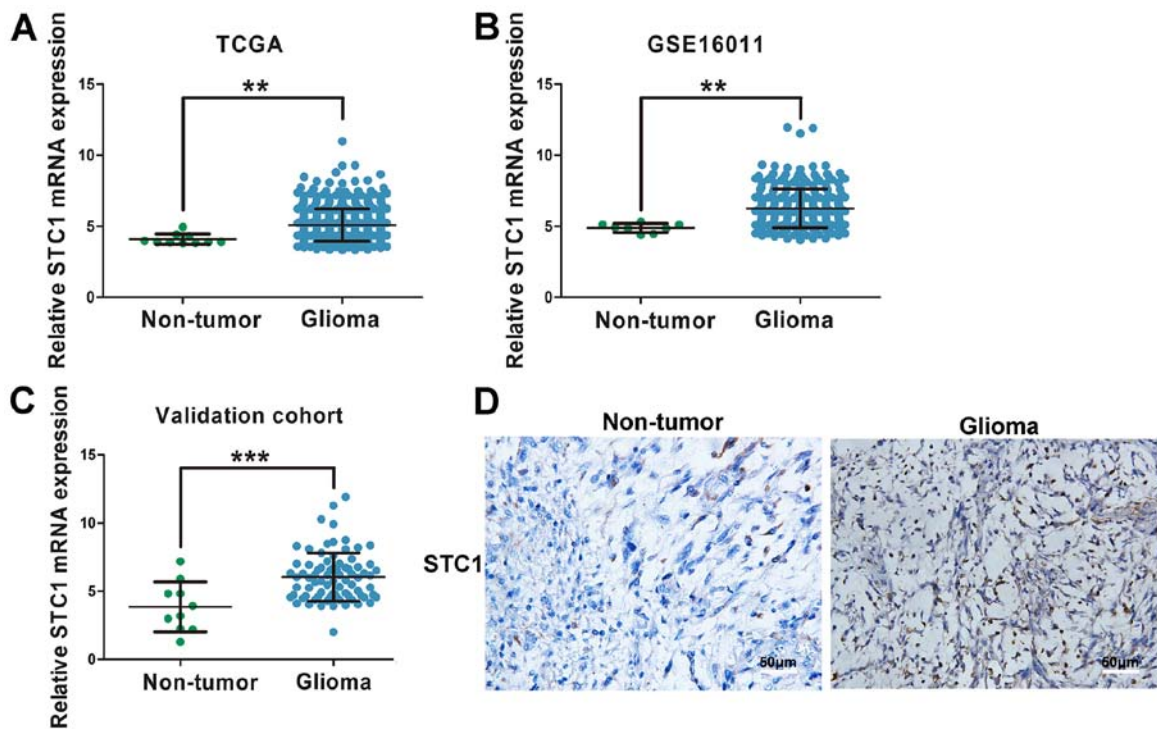 A
TCGA
Relative STC1 mRNA expression
15
10
5
0
**
Non-tumor
Glioma
B
GSE16011
Relative STC1 mRNA expression
15
10
5
0
**
Non-tumor
Glioma
C
Validation cohort
Relative STC1 mRNA expression
15
10
5
0
***
Non-tumor
Glioma
D
Non-tumor
Glioma
STC1
50μm
50μm